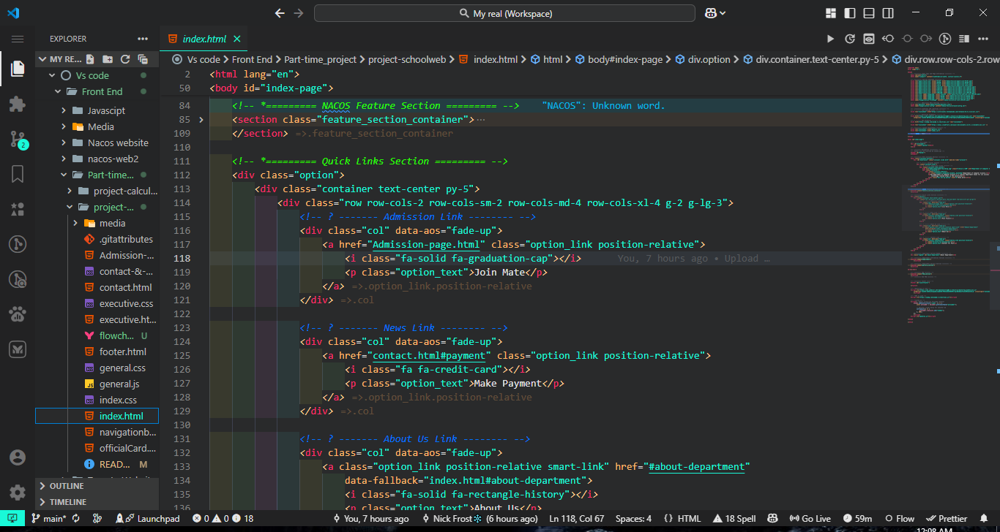 My real (Workspace)
EXPLORER
index.html
MY RE...
Vs code
Front End
Javascipt
Media
Nacos website
nacos-web2
Part-time...
project-calcul...
project-...
media
.gitattributes
Admission-...
contact-&-...
contact.html
executive.css
executive.ht...
flowch... U
footer.html
general.css
general.js
index.css
index.html
navigationb...
officialCard....
READ... M
OUTLINE
TIMELINE
Vs code > Front End > Part-time_project > project-schoolweb > index.html > html > body#index-page > div.option > div.container.text-center.py-5 > div.row.row-cols-2.row
2 <html lang="en">
50 <body id="index-page">
84 <!-- *========= NACOS Feature Section ========= --> "NACOS": Unknown word.
85 <section class="feature_section_container">...
109 </section> =>.feature_section_container
110
111 <!-- *========= Quick Links Section ========= -->
112 <div class="option">
113 <div class="container text-center py-5">
114 <div class="row row-cols-2 row-cols-sm-2 row-cols-md-4 row-cols-xl-4 g-2 g-lg-3">
115 <!-- ? ------- Admission Link -------- -->
116 <div class="col" data-aos="fade-up">
117 <a href="Admission-page.html" class="option_link position-relative">
118 <i class="fa-solid fa-graduation-cap"></i> You, 7 hours ago • Upload …
119 <p class="option_text">Join Mate</p>
120 </a> =>.option_link.position-relative
121 </div> =>.col
122
123 <!-- ? ------- News Link -------- -->
124 <div class="col" data-aos="fade-up">
125 <a href="contact.html#payment" class="option_link position-relative">
126 <i class="fa fa-credit-card"></i>
127 <p class="option_text">Make Payment</p>
128 </a> =>.option_link.position-relative
129 </div> =>.col
130
131 <!-- ? ------- About Us Link -------- -->
132 <div class="col" data-aos="fade-up">
133 <a class="option_link position-relative smart-link" href="#about-department"
134 data-fallback="index.html#about-department">
135 <i class="fa-solid fa-rectangle-history"></i>
136 <p class="option_text">About Us</p>
2
main* Launchpad 0 0 18 You, 7 hours ago Nick Frost (6 hours ago) Ln 118, Col 67 Spaces: 4 {} HTML 18 Spell Go Live 59m Flow Prettier
12:08 AM